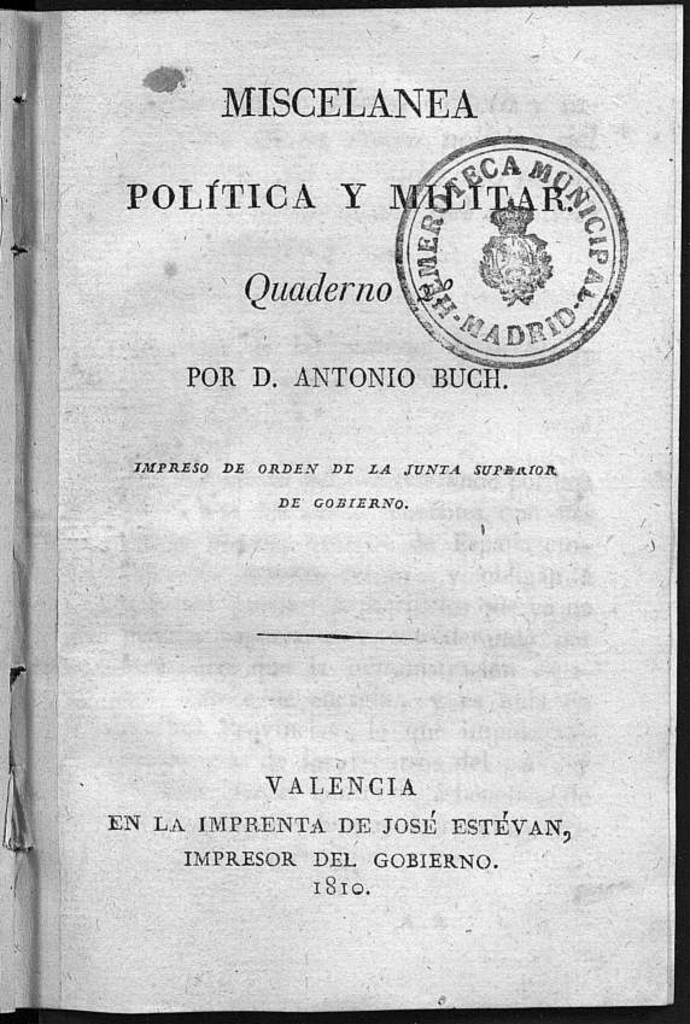 MISCELANEA
POLÍTICA Y MILITAR.
Quaderno
POR D. ANTONIO BUCH.
IMPRESO DE ORDEN DE LA JUNTA SUPERIOR
DE GOBIERNO.
VALENCIA
EN LA IMPRENTA DE JOSÉ ESTÉVAN,
IMPRESOR DEL GOBIERNO.
1810.
HEMEROTECA MUNICIPAL
-MADRID-